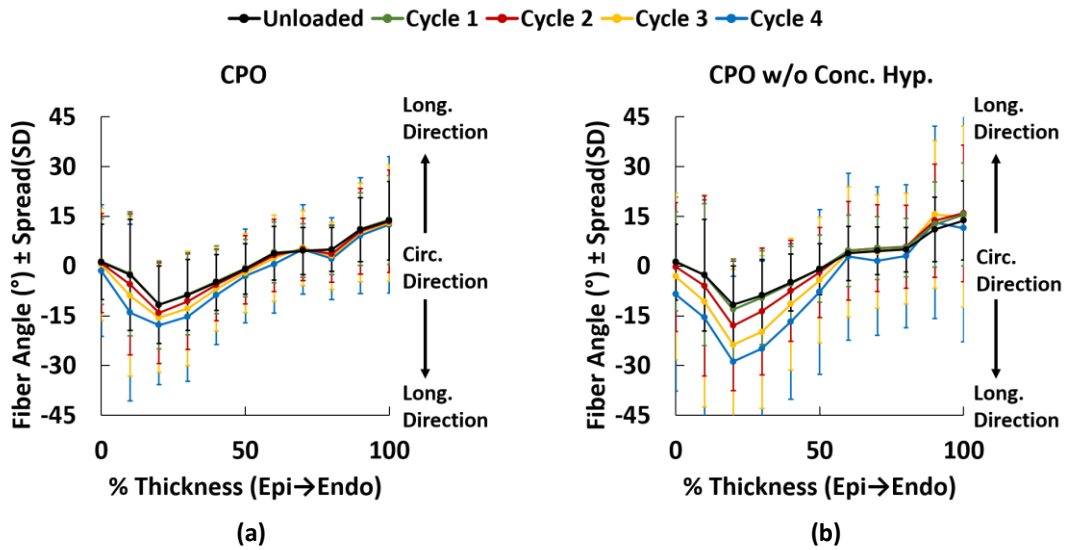 Unloaded Cycle 1 Cycle 2 Cycle 3 Cycle 4
CPO
Fiber Angle (°) ± Spread(SD)
45
30
15
0
-15
-30
-45
0
50
100
% Thickness (Epi→Endo)
Long.
Direction
Circ.
Direction
Long.
Direction
(a)
CPO w/o Conc. Hyp.
Fiber Angle (°) ± Spread(SD)
45
30
15
0
-15
-30
-45
0
50
100
% Thickness (Epi→Endo)
Long.
Direction
Circ.
Direction
Long.
Direction
(b)